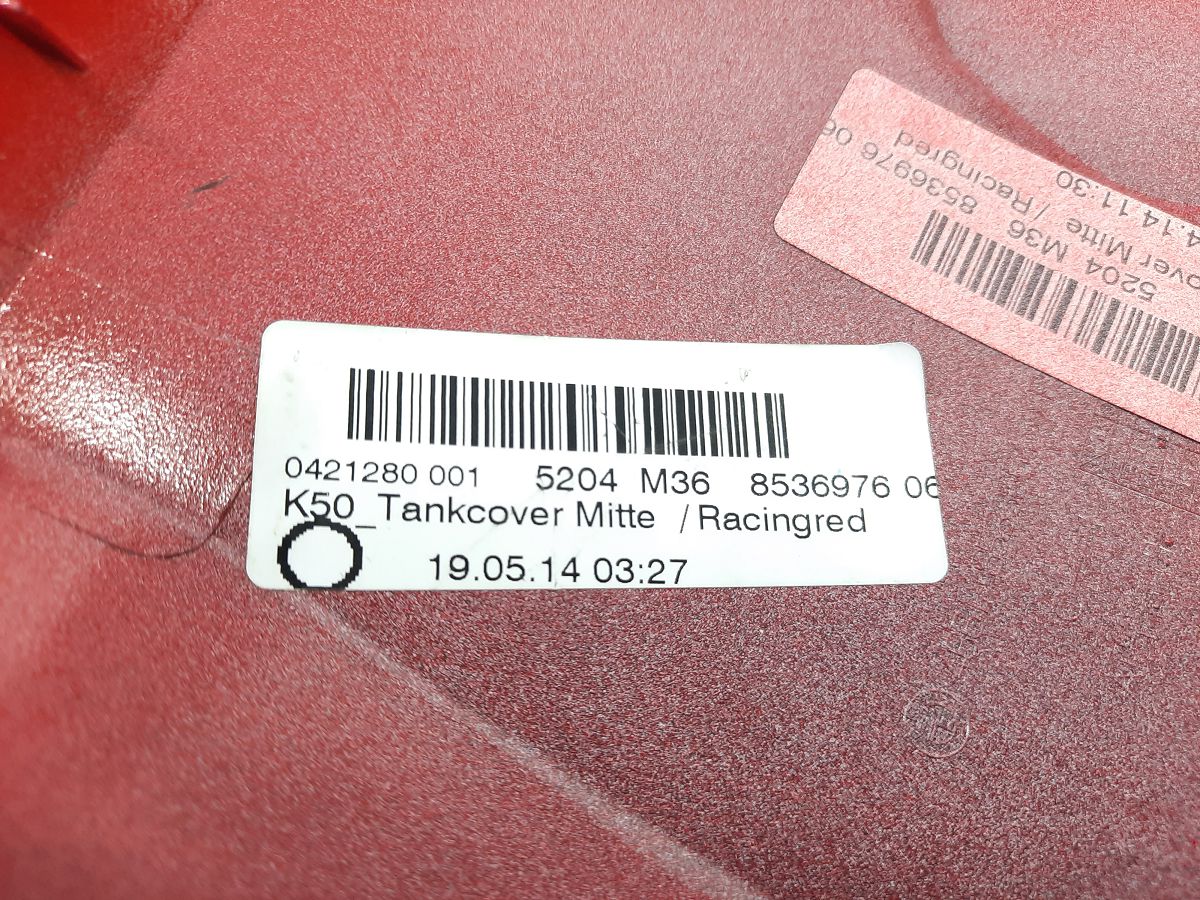 0421280 001 5204 M36 8536976 06
K50_Tankcover Mitte /Racingred
19.05.14 03:27
5204 M36 8536976 06
over Mitte /Racingred
4.14 11:30